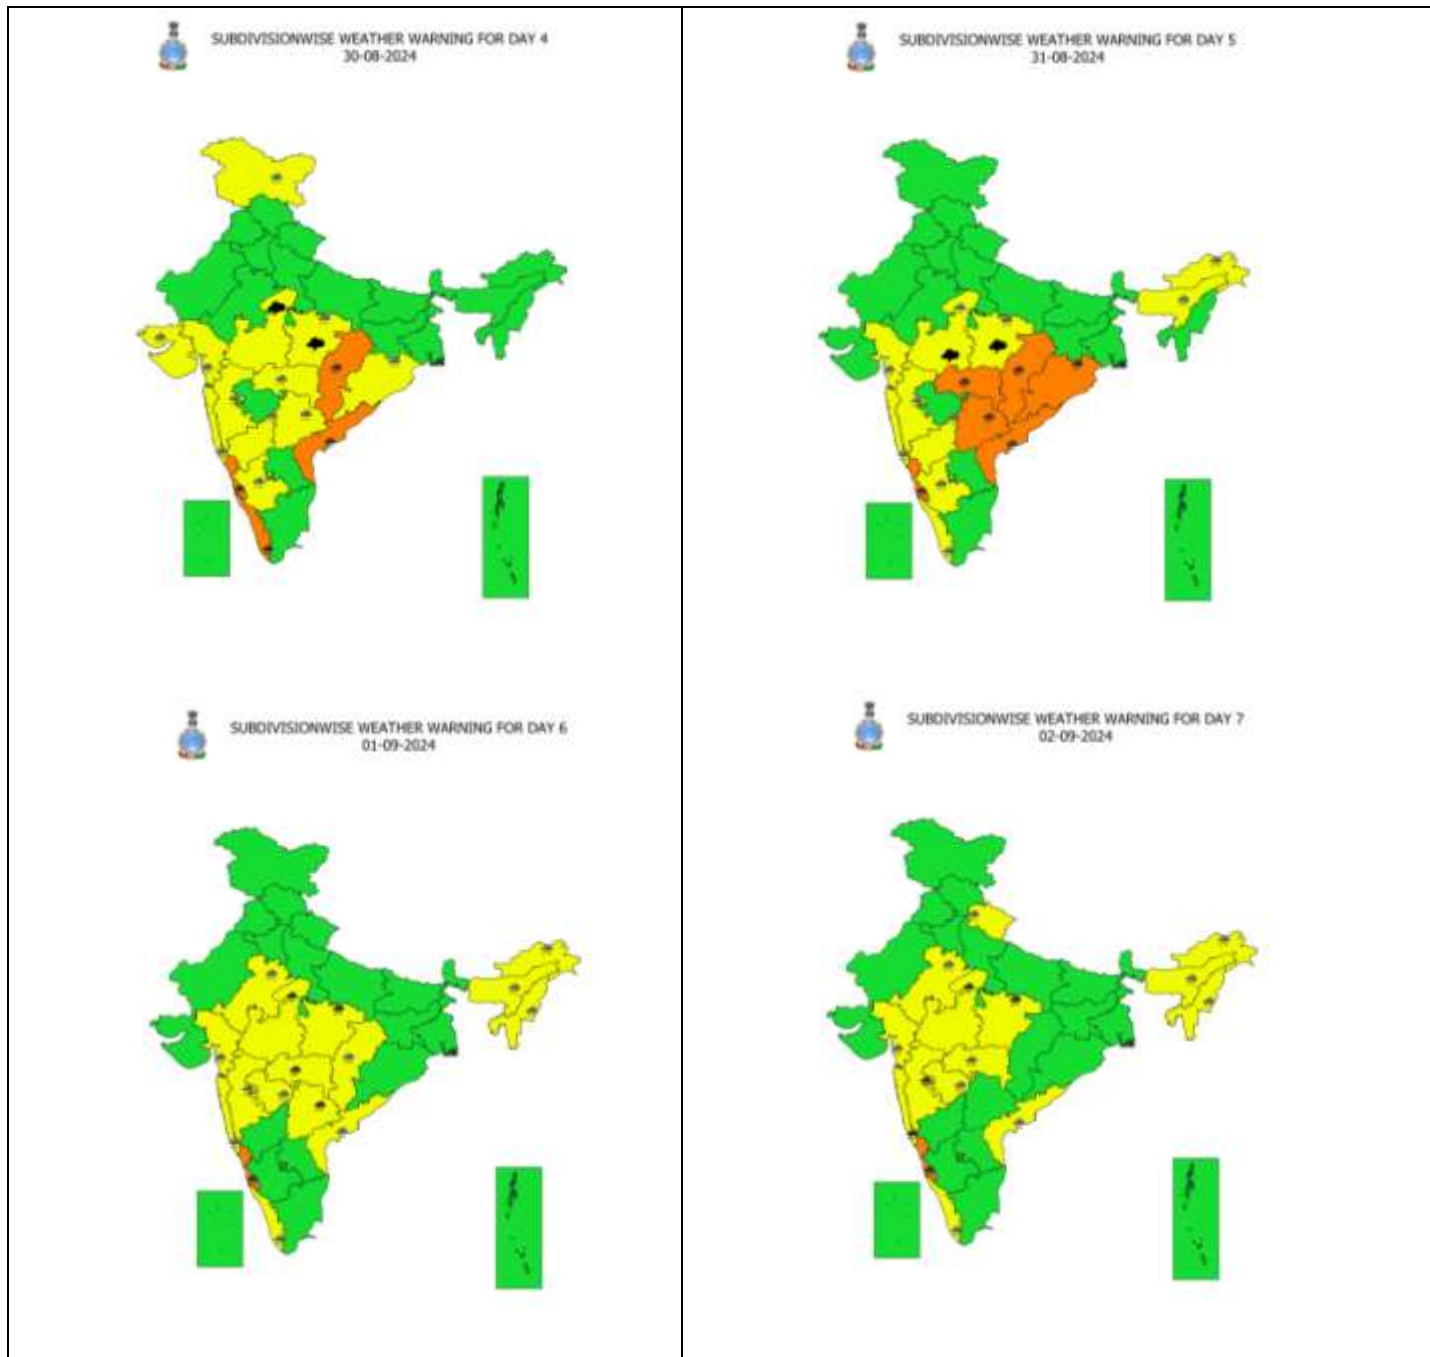 SUBDIVISIONWISE WEATHER WARNING FOR DAY 4
30-08-2024
SUBDIVISIONWISE WEATHER WARNING FOR DAY 5
31-08-2024
SUBDIVISIONWISE WEATHER WARNING FOR DAY 6
01-09-2024
SUBDIVISIONWISE WEATHER WARNING FOR DAY 7
02-09-2024